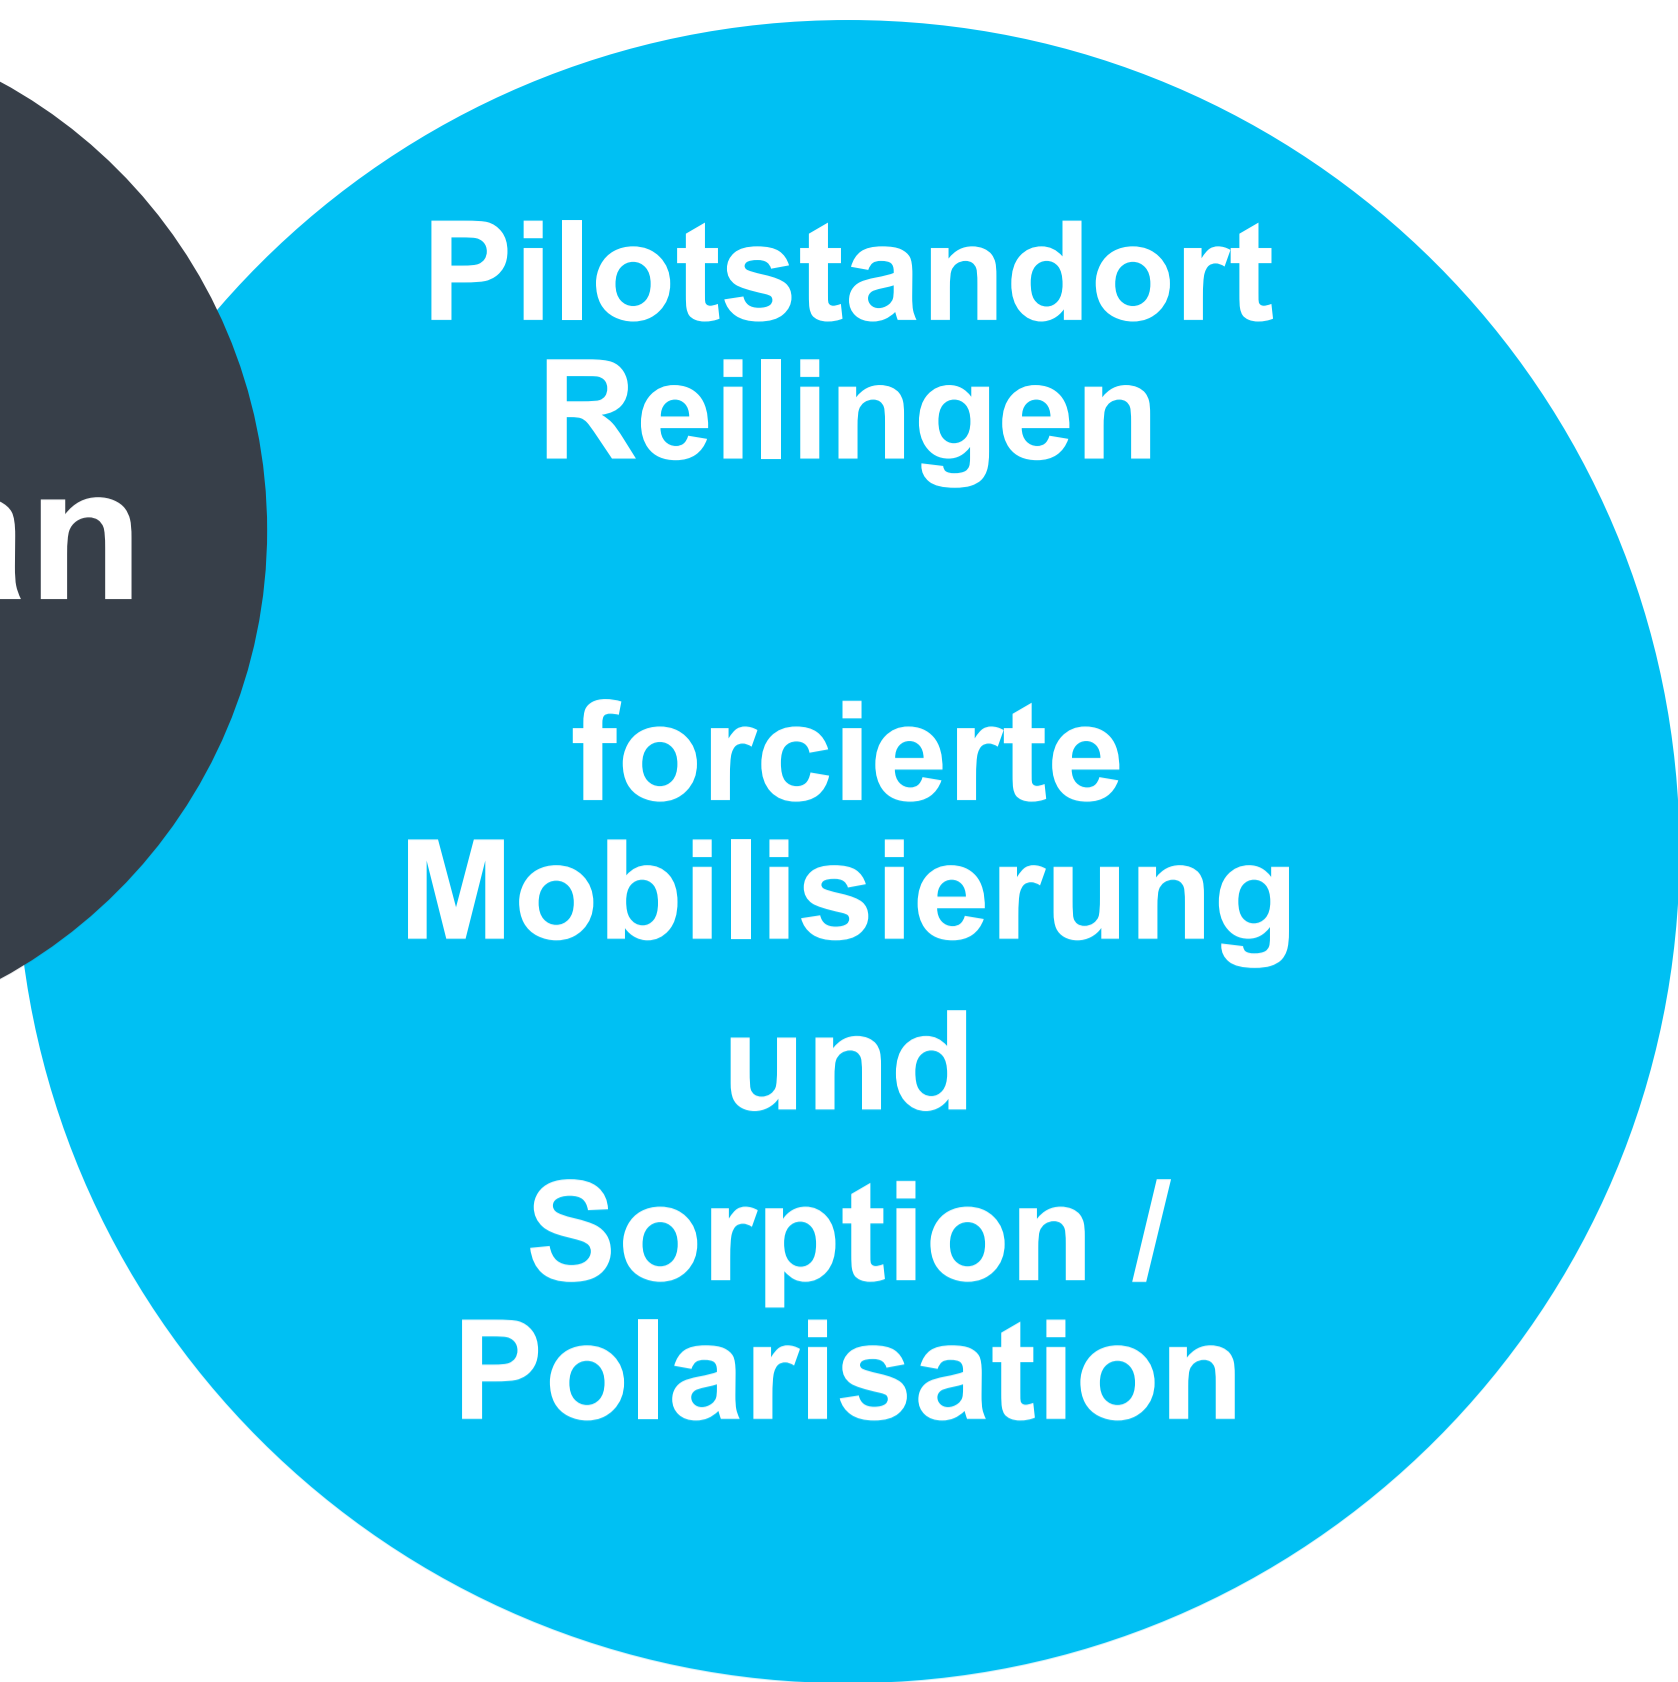 Pilotstandort
Reilingen
forcierte
Mobilisierung
und
Sorption /
Polarisation